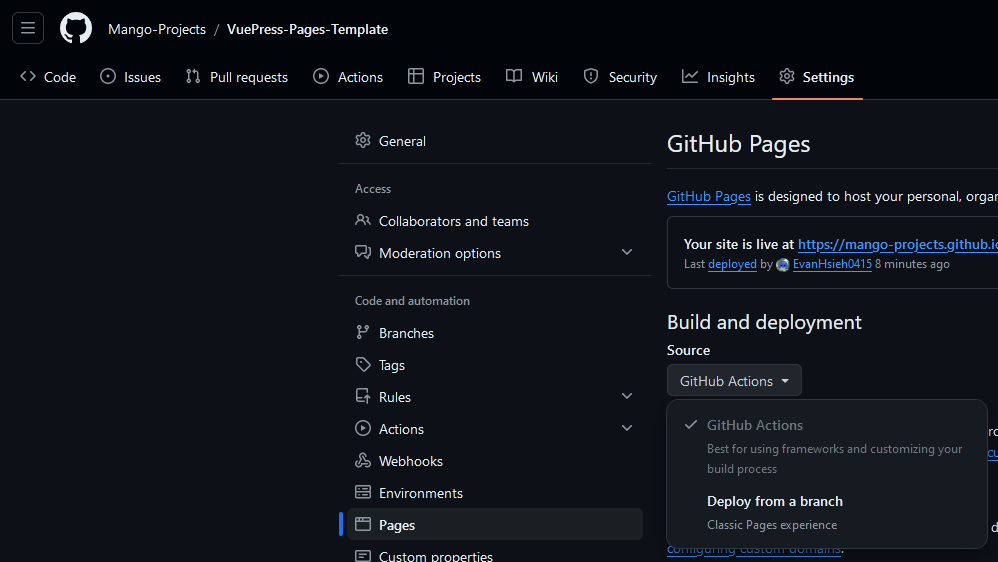 Mango-Projects / VuePress-Pages-Template
Code Issues Pull requests Actions Projects Wiki Security Insights Settings
General
Access
Collaborators and teams
Moderation options
Code and automation
Branches
Tags
Rules
Actions
Webhooks
Environments
Pages
Custom properties
GitHub Pages
GitHub Pages is designed to host your personal,
Your site is live at https://mango-projects.github.io
Last deployed by EvanHsieh0415 8 minutes ago
Build and deployment
Source
GitHub Actions
GitHub Actions
Best for using frameworks and customizing your
build process
Deploy from a branch
Classic Pages experience
configuring custom domains.